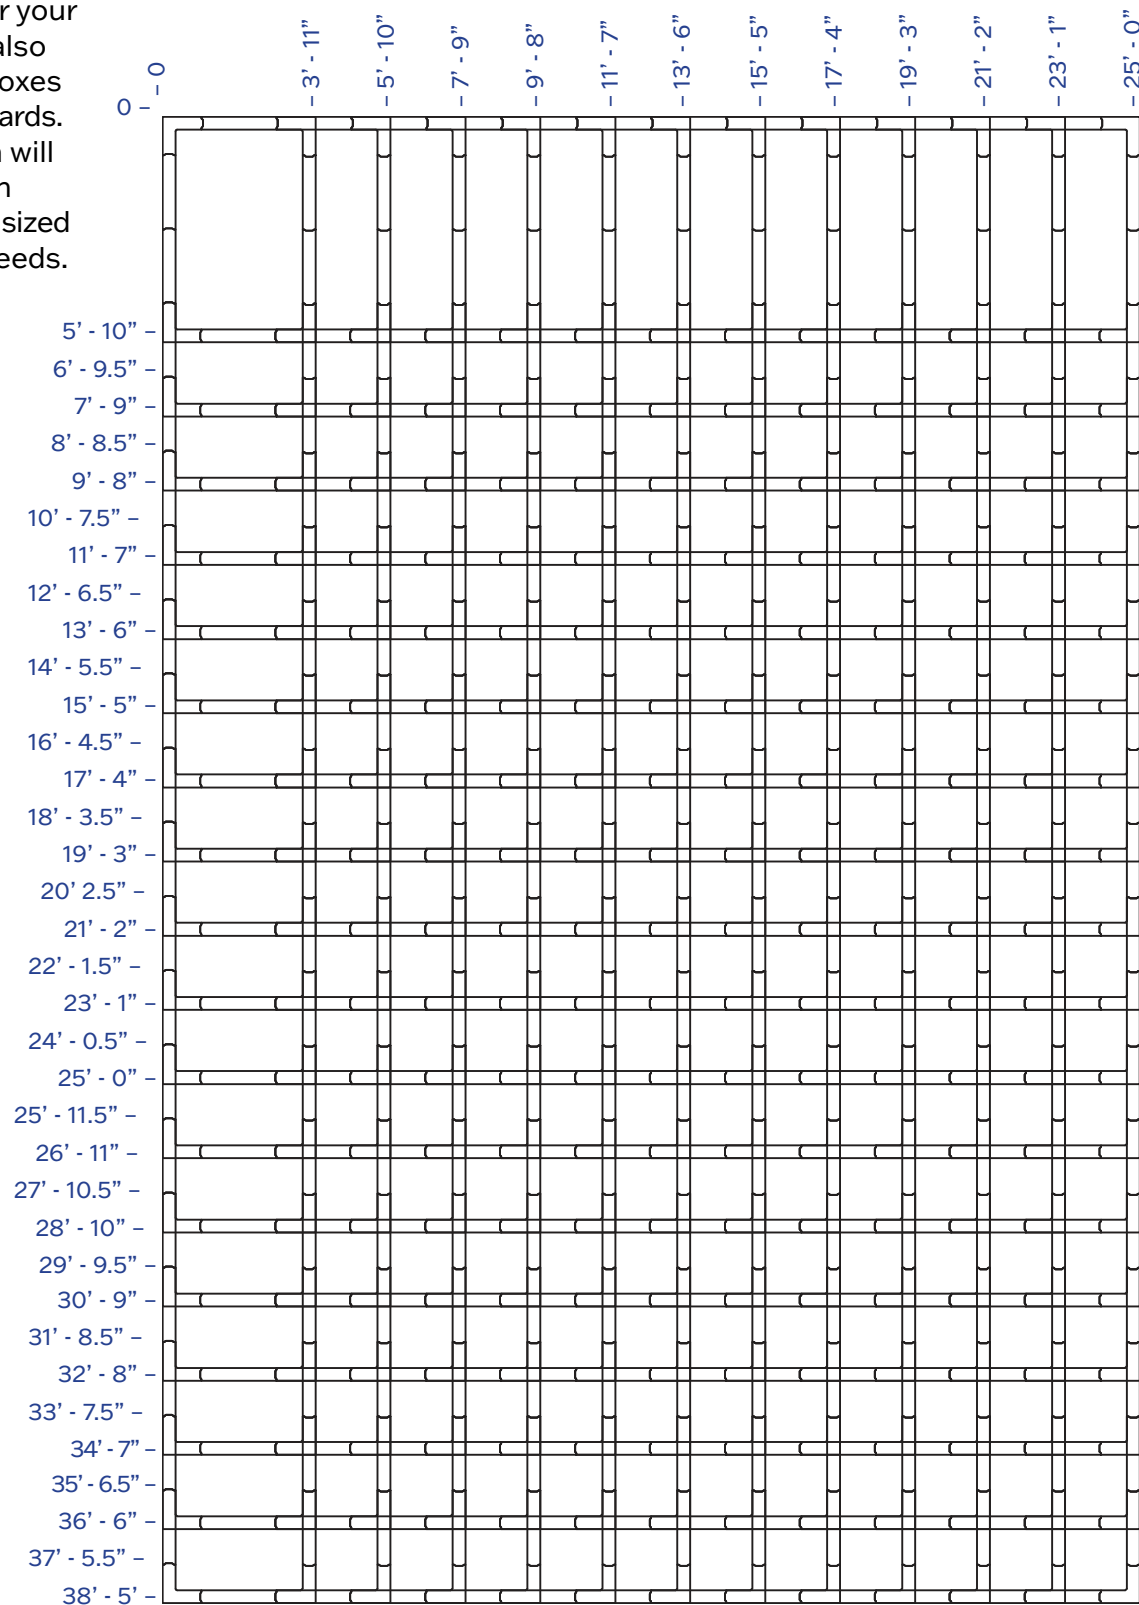 r your
also
oxes
ards.
will
sized
eeds.
0 –
– 0
– 3’ - 11”
– 5’ - 10”
– 7’ - 9”
– 9’ - 8”
– 11’ - 7”
– 13’ - 6”
– 15’ - 5”
– 17’ - 4”
– 19’ - 3”
– 21’ - 2”
– 23’ - 1”
– 25’ - 0”
5’ - 10” –
6’ - 9.5” –
7’ - 9” –
8’ - 8.5” –
9’ - 8” –
10’ - 7.5” –
11’ - 7” –
12’ - 6.5” –
13’ - 6” –
14’ - 5.5” –
15’ - 5” –
16’ - 4.5” –
17’ - 4” –
18’ - 3.5” –
19’ - 3” –
20’ 2.5” –
21’ - 2” –
22’ - 1.5” –
23’ - 1” –
24’ - 0.5” –
25’ - 0” –
25’ - 11.5” –
26’ - 11” –
27’ - 10.5” –
28’ - 10” –
29’ - 9.5” –
30’ - 9” –
31’ - 8.5” –
32’ - 8” –
33’ - 7.5” –
34’ - 7” –
35’ - 6.5” –
36’ - 6” –
37’ - 5.5” –
38’ - 5’ –